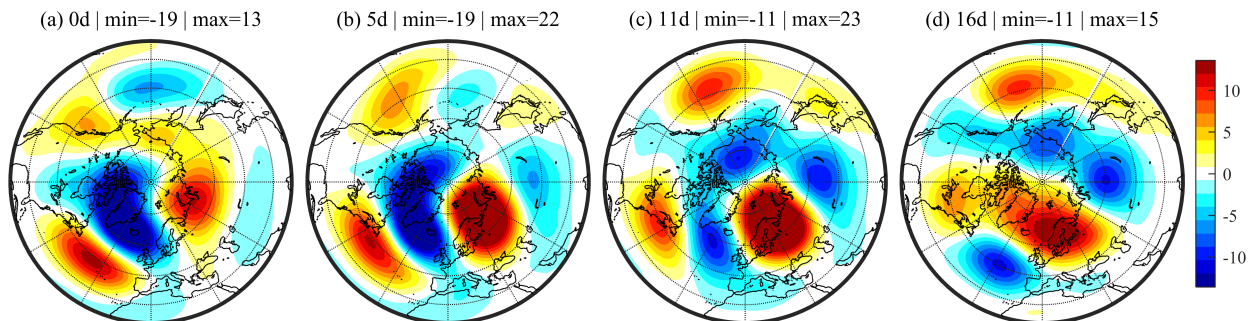 (a) 0d | min=-19 | max=13
(b) 5d | min=-19 | max=22
(c) 11d | min=-11 | max=23
(d) 16d | min=-11 | max=15
10
5
0
-5
-10